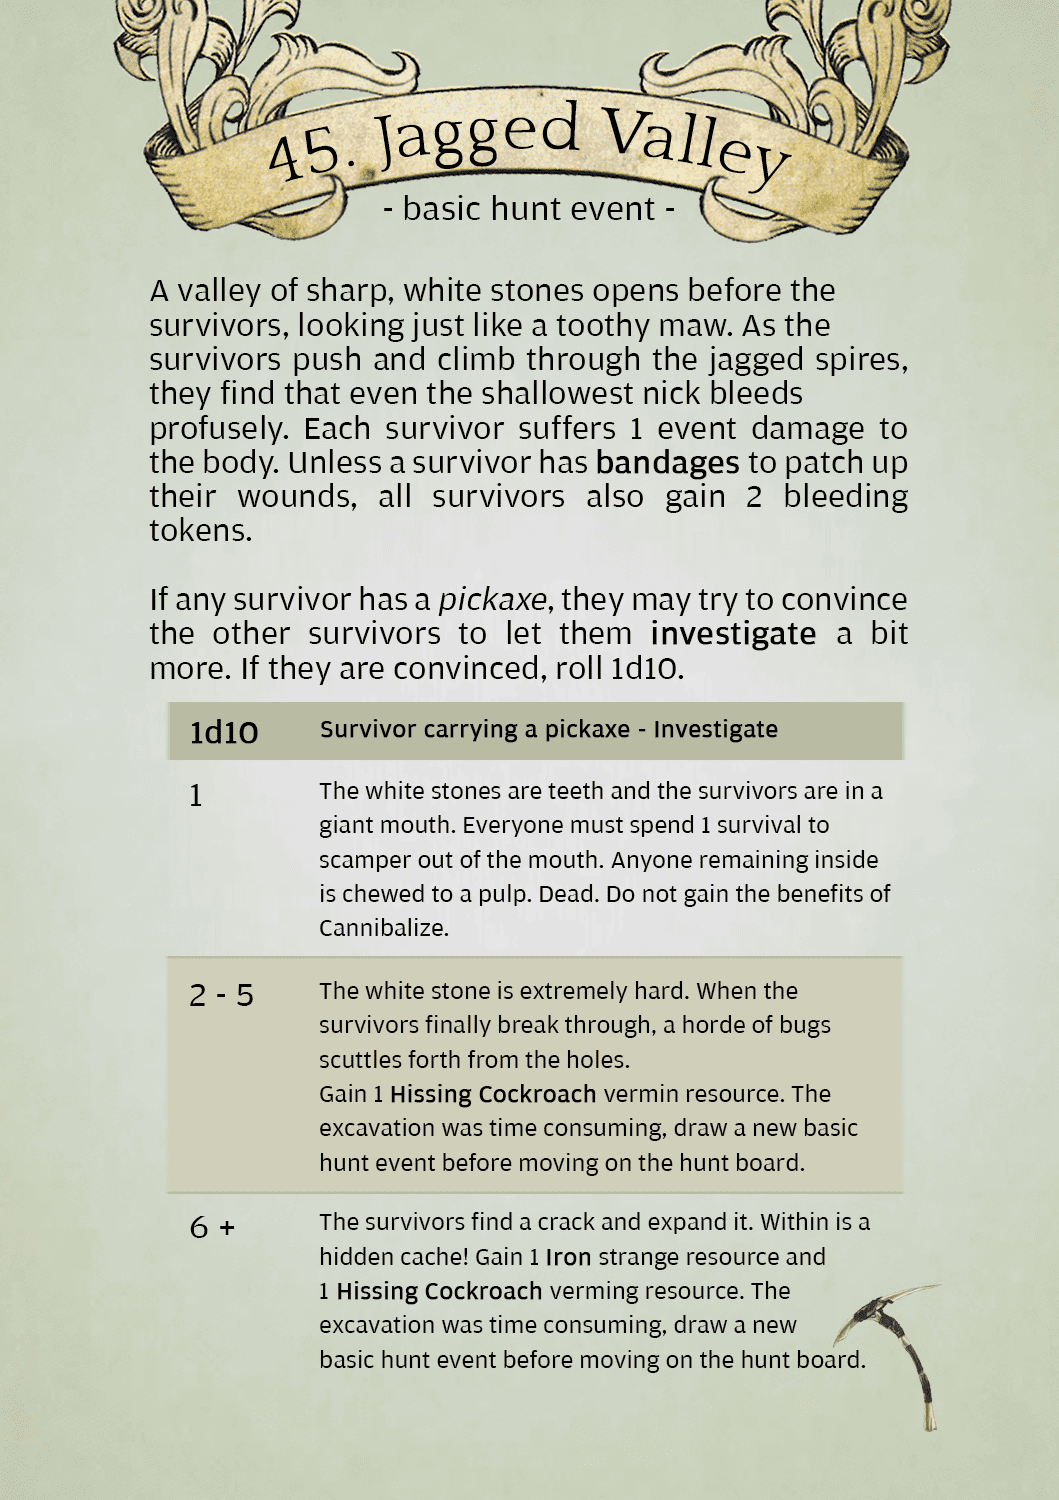 45. Jagged Valley
- basic hunt event -
A valley of sharp, white stones opens before the
survivors, looking just like a toothy maw. As the
survivors push and climb through the jagged spires,
they find that even the shallowest nick bleeds
profusely. Each survivor suffers 1 event damage to
the body. Unless a survivor has bandages to patch up
their wounds, all survivors also gain 2 bleeding
tokens.
If any survivor has a pickaxe, they may try to convince
the other survivors to let them investigate a bit
more. If they are convinced, roll 1d10.
1d10 Survivor carrying a pickaxe - Investigate
1 The white stones are teeth and the survivors are in a
giant mouth. Everyone must spend 1 survival to
scamper out of the mouth. Anyone remaining inside
is chewed to a pulp. Dead. Do not gain the benefits of
Cannibalize.
2 - 5 The white stone is extremely hard. When the
survivors finally break through, a horde of bugs
scuttles forth from the holes.
Gain 1 Hissing Cockroach vermin resource. The
excavation was time consuming, draw a new basic
hunt event before moving on the hunt board.
6 + The survivors find a crack and expand it. Within is a
hidden cache! Gain 1 Iron strange resource and
1 Hissing Cockroach verming resource. The
excavation was time consuming, draw a new
basic hunt event before moving on the hunt board.